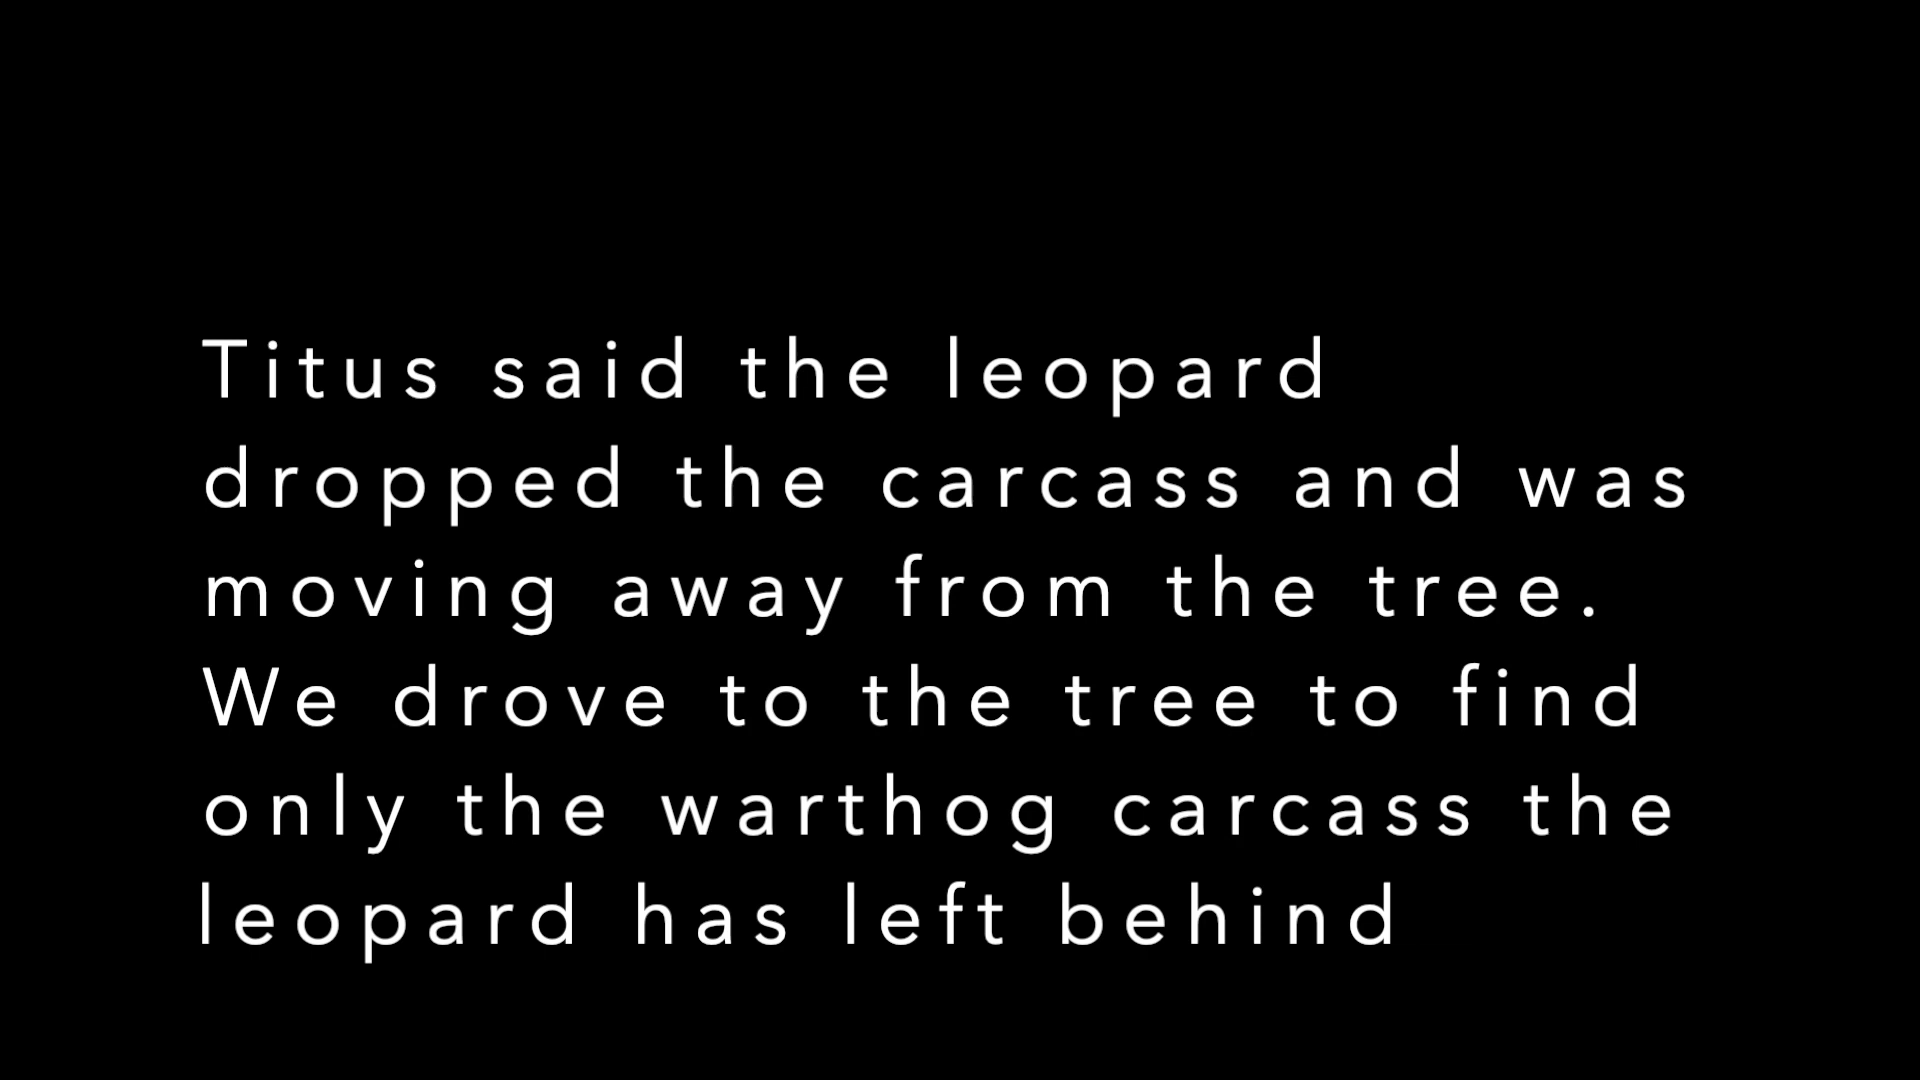 Titus said the leopard
dropped the carcass and was
moving away from the tree.
We drove to the tree to find
only the warthog carcass the
leopard has left behind